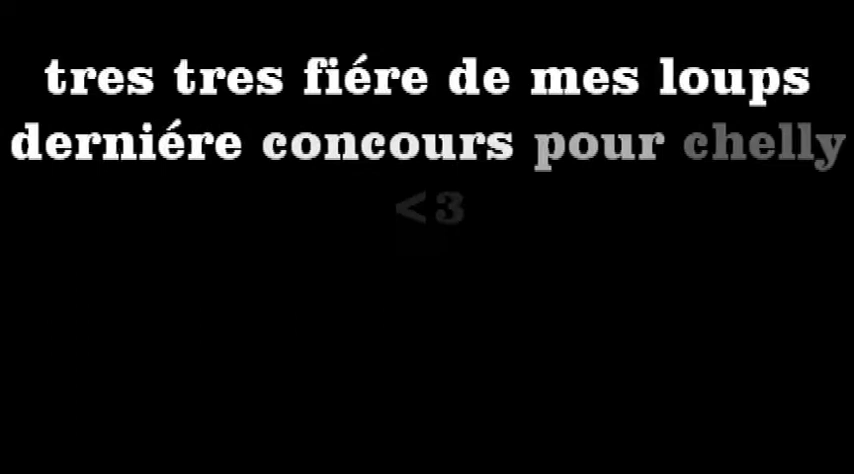 tres tres fiére de mes loups
derniére concours pour chelly
<3